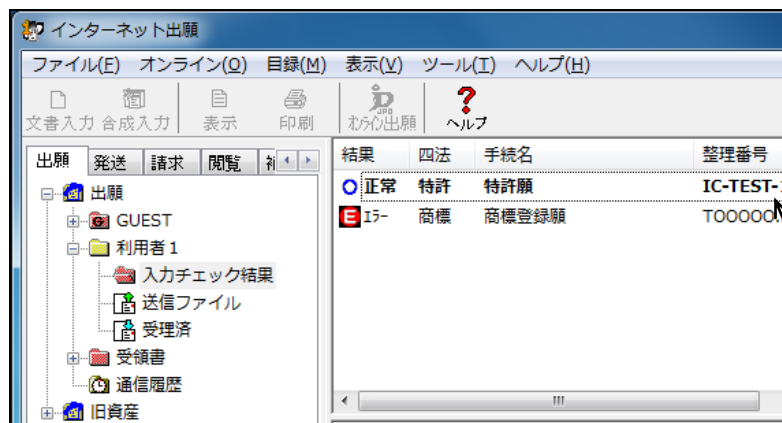 インターネット出願
ファイル(F) オンライン(O) 目録(M) 表示(V) ツール(T) ヘルプ(H)
文書入力 合成入力 表示 印刷 オンライン出願 ヘルプ
出願 発送 請求 閲覧
結果 四法 手続名 整理番号
正常 特許 特許願 IC-TEST-
E エラー 商標 商標登録願 TOOOOO
出願
GUEST
利用者1
入力チェック結果
送信ファイル
受理済
受領書
通信履歴
旧資産